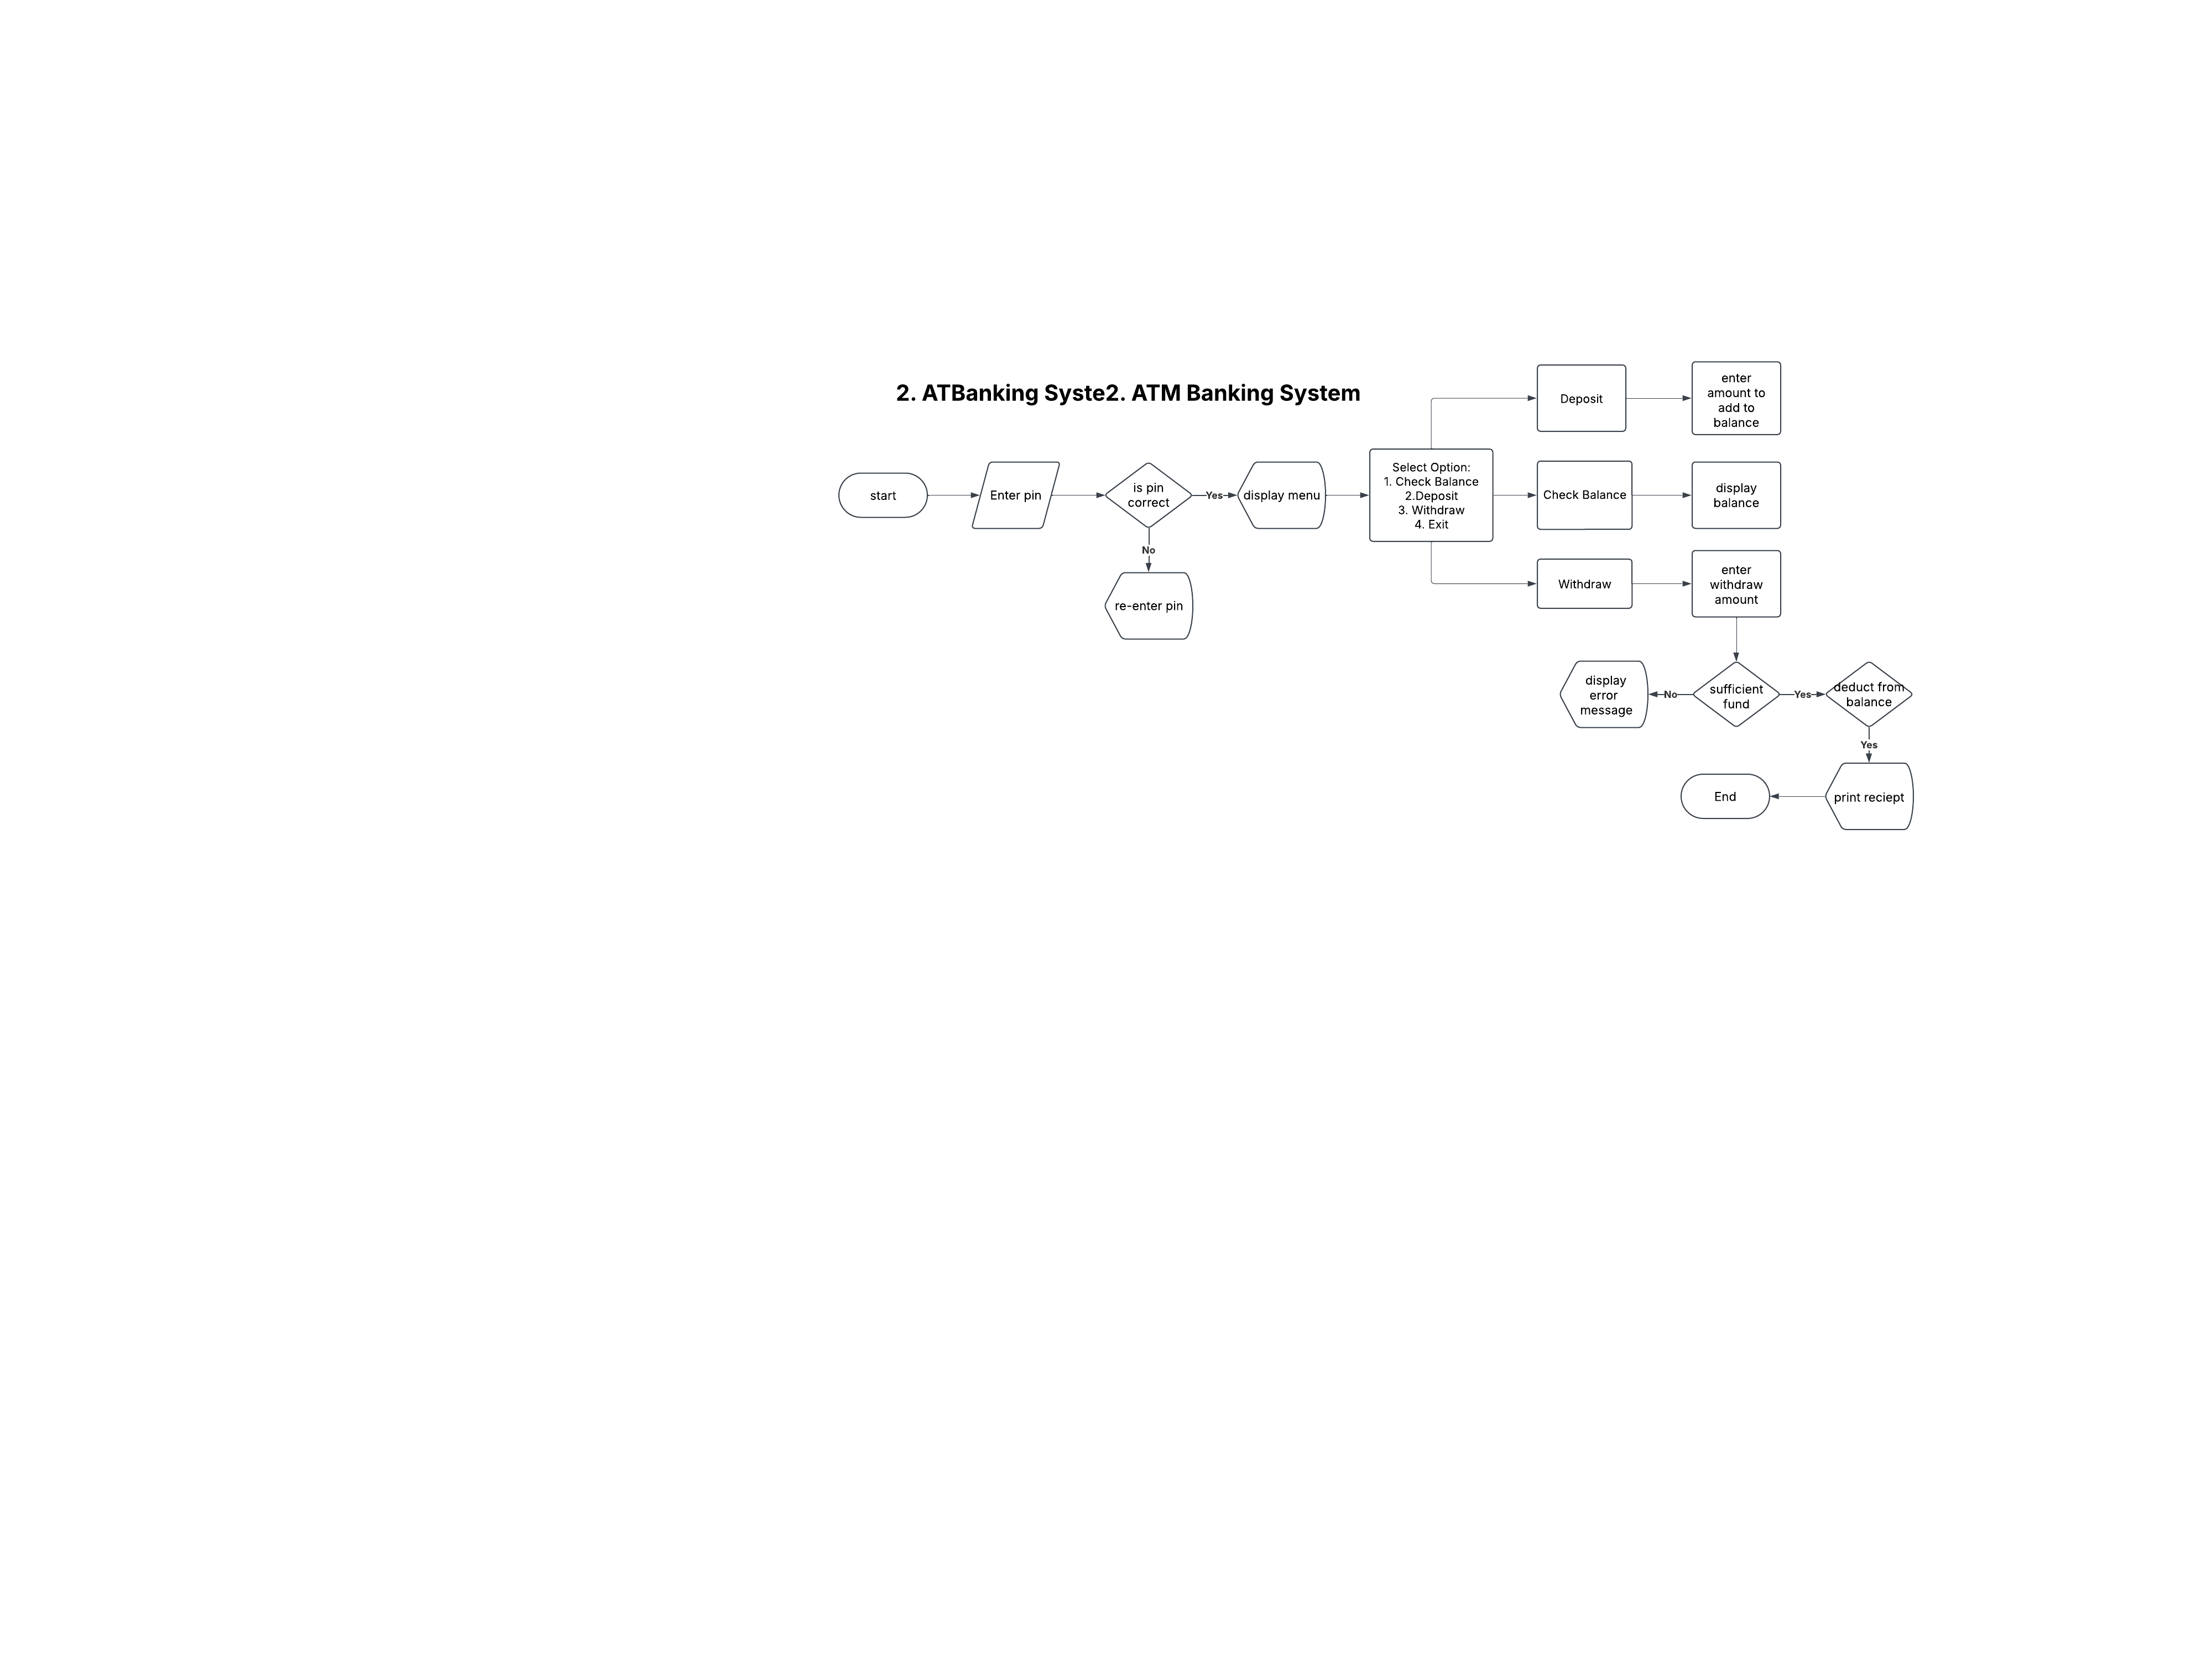 2. ATBanking Syste2. ATM Banking System
start
Enter pin
is pin
correct
Yes
display menu
No
re-enter pin
Select Option:
1. Check Balance
2.Deposit
3. Withdraw
4. Exit
Deposit
enter
amount to
add to
balance
Check Balance
display
balance
Withdraw
enter
withdraw
amount
sufficient
fund
No
display
error
message
Yes
deduct from
balance
Yes
print reciept
End